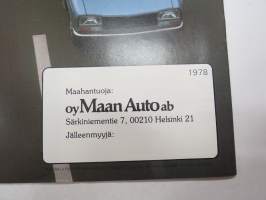 1978
Maahantuoja:
oy Maan Auto ab
Särkiniementie 7, 00210 Helsinki 21
Jälleenmyyjä: